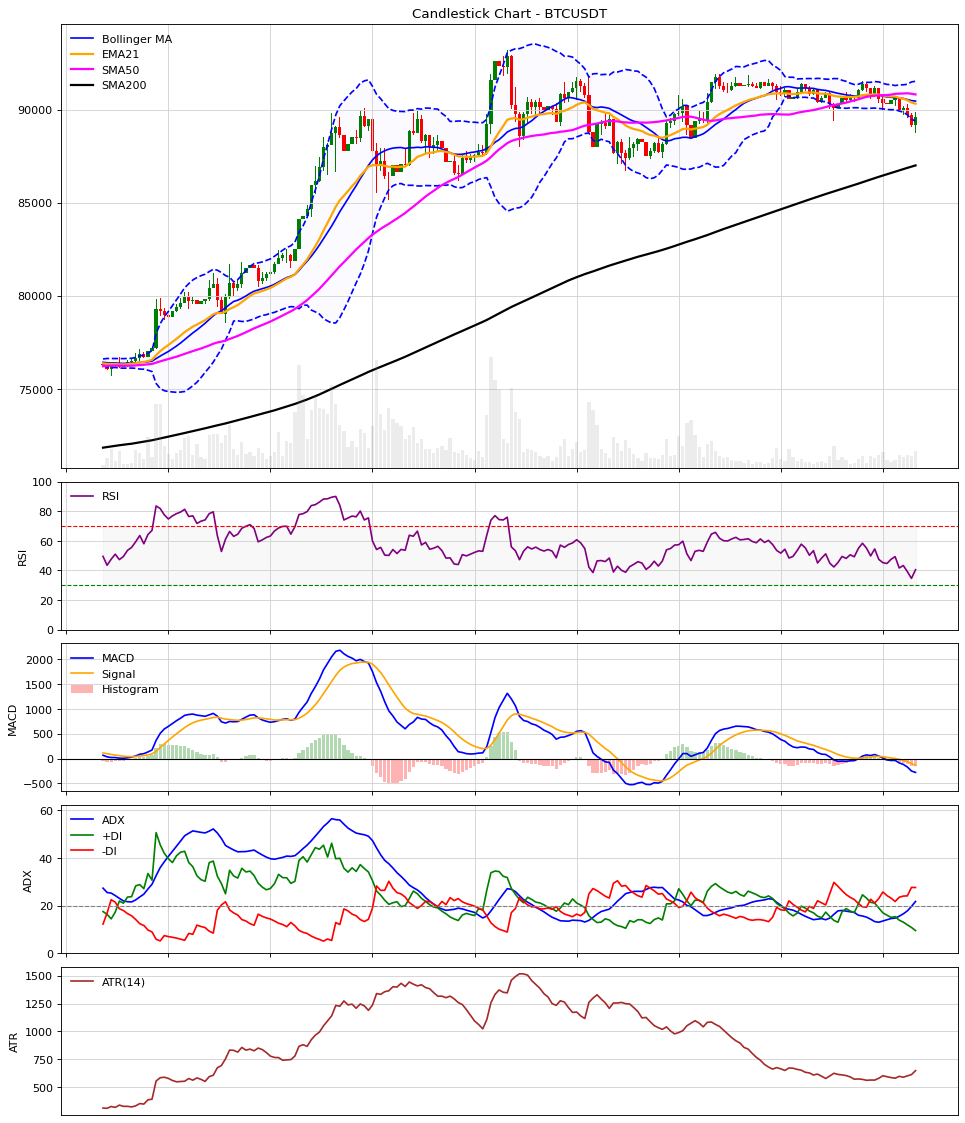 Candlestick Chart - BTCUSDT
Bollinger MA
EMA21
SMA50
SMA200
90000
85000
80000
75000
RSI
RSI
100
80
60
40
20
0
MACD
Signal
Histogram
MACD
2000
1500
1000
500
0
−500
ADX
+DI
-DI
ADX
60
40
20
0
ATR(14)
ATR
1500
1250
1000
750
500